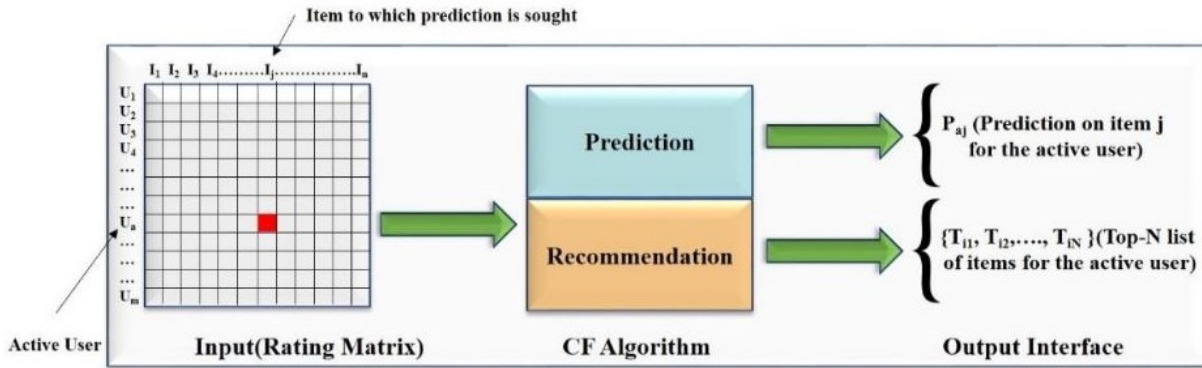 Item to which prediction is sought
I₁ I₂ I₃ I₄.........Iⱼ.................Iₙ
U₁
U₂
U₃
U₄
...
...
...
Uₐ
...
...
...
Uₘ
Active User
Input(Rating Matrix)
Prediction
Recommendation
CF Algorithm
Pₐⱼ (Prediction on item j
for the active user)
{Tᵢ₁, Tᵢ₂,...., TᵢN }(Top-N list
of items for the active user)
Output Interface